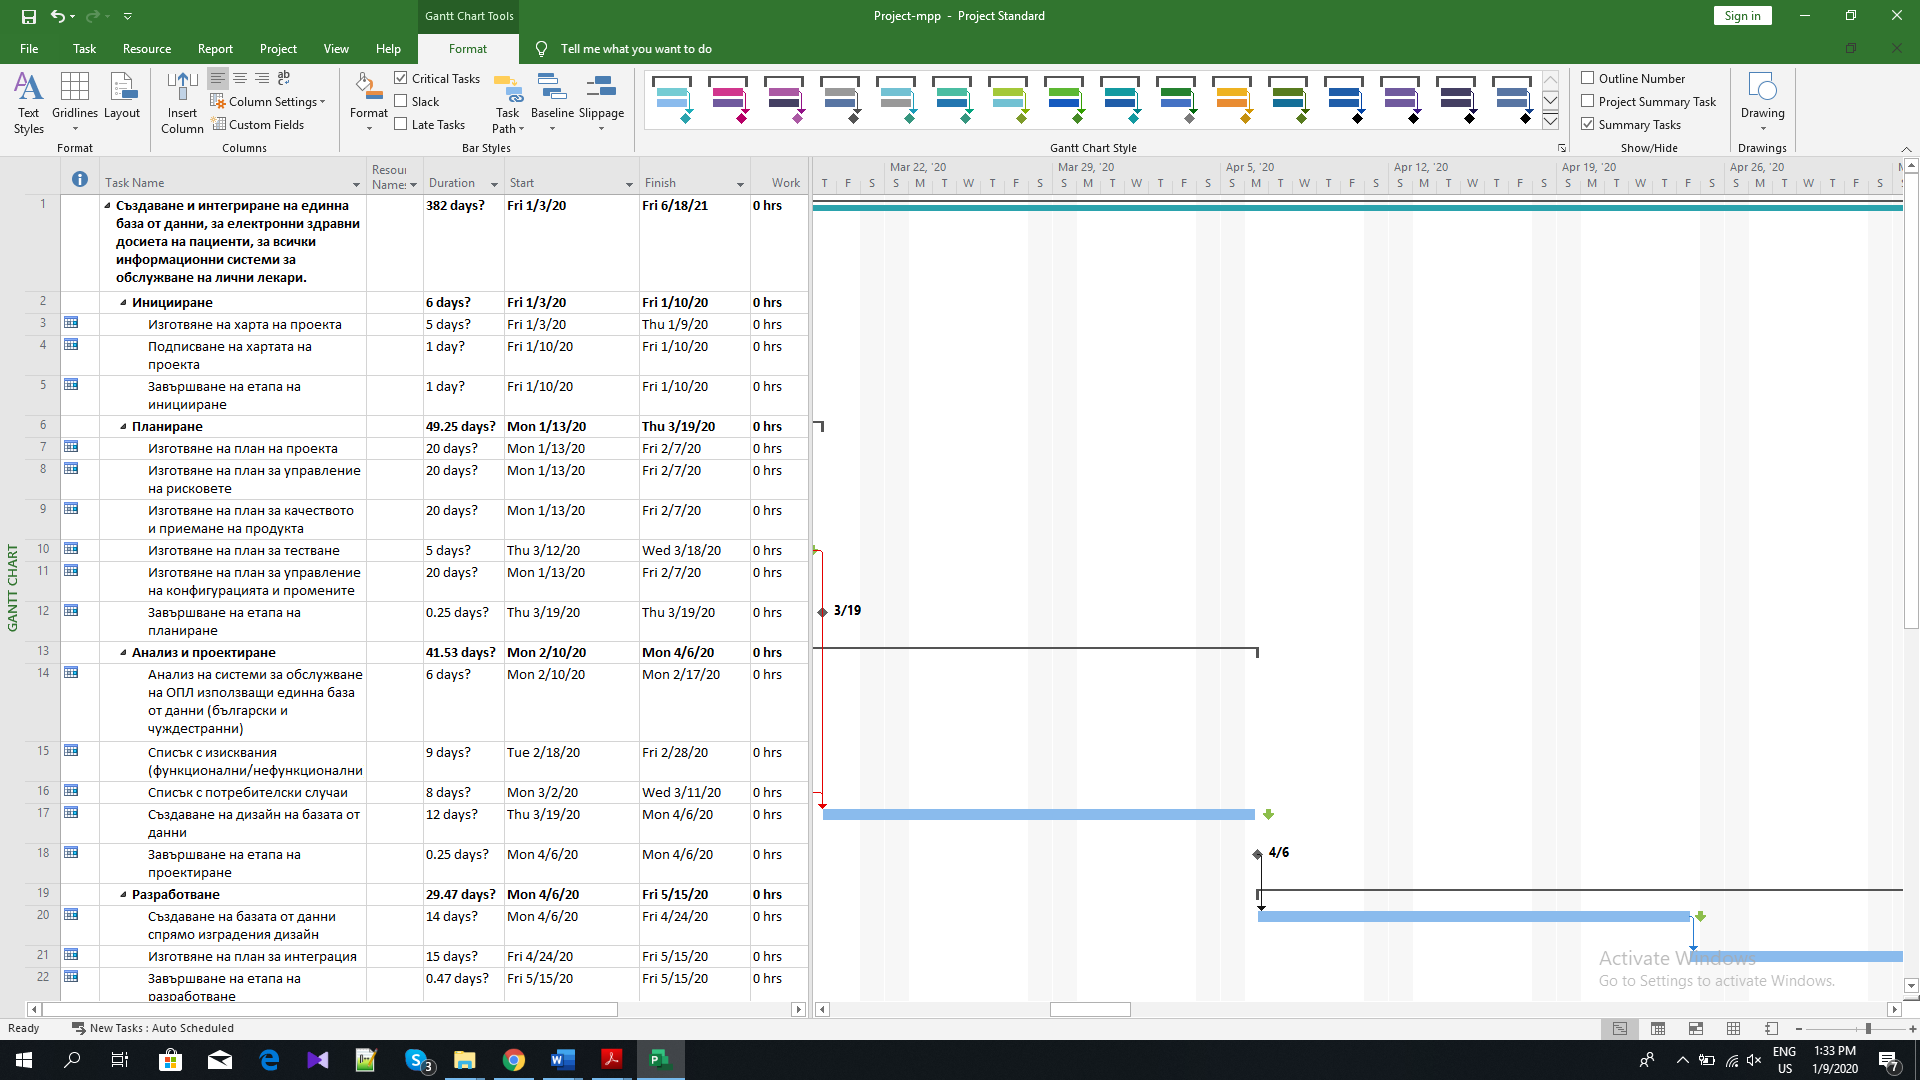 Gantt Chart Tools
Project-mpp - Project Standard
Sign in
File Task Resource Report Project View Help Format Tell me what you want to do
Text Styles
Gridlines
Layout
Format
Insert Column
Column Settings
Custom Fields
Columns
Format
Critical Tasks
Slack
Late Tasks
Task Path
Baseline
Slippage
Bar Styles
Gantt Chart Style
Outline Number
Project Summary Task
Summary Tasks
Show/Hide
Drawing
Drawings
Task Name Resou Name: Duration Start Finish Work
Mar 22, '20 Mar 29, '20 Apr 5, '20 Apr 12, '20 Apr 19, '20 Apr 26, '20
T F S S M T W T F S S M T W T F S S M T W T F S S M T W T F S S M T W T F S S M T W T F S
GANTT CHART
1 Създаване и интегриране на единна 382 days? Fri 1/3/20 Fri 6/18/21 0 hrs
база от данни, за електронни здравни
досиета на пациенти, за всички
информационни системи за
обслужване на лични лекари.
2 Иницииране 6 days? Fri 1/3/20 Fri 1/10/20 0 hrs
3 Изготвяне на харта на проекта 5 days? Fri 1/3/20 Thu 1/9/20 0 hrs
4 Подписване на хартата на 1 day? Fri 1/10/20 Fri 1/10/20 0 hrs
проекта
5 Завършване на етапа на 1 day? Fri 1/10/20 Fri 1/10/20 0 hrs
иницииране
6 Планиране 49.25 days? Mon 1/13/20 Thu 3/19/20 0 hrs
7 Изготвяне на план на проекта 20 days? Mon 1/13/20 Fri 2/7/20 0 hrs
8 Изготвяне на план за управление 20 days? Mon 1/13/20 Fri 2/7/20 0 hrs
на рисковете
9 Изготвяне на план за качеството 20 days? Mon 1/13/20 Fri 2/7/20 0 hrs
и приемане на продукта
10 Изготвяне на план за тестване 5 days? Thu 3/12/20 Wed 3/18/20 0 hrs
11 Изготвяне на план за управление 20 days? Mon 1/13/20 Fri 2/7/20 0 hrs
на конфигурацията и промените
12 Завършване на етапа на 0.25 days? Thu 3/19/20 Thu 3/19/20 0 hrs 3/19
планиране
13 Анализ и проектиране 41.53 days? Mon 2/10/20 Mon 4/6/20 0 hrs
14 Анализ на системи за обслужване 6 days? Mon 2/10/20 Mon 2/17/20 0 hrs
на ОПЛ използващи единна база
от данни (български и
чуждестранни)
15 Списък с изисквания 9 days? Tue 2/18/20 Fri 2/28/20 0 hrs
(функционални/нефункционални
16 Списък с потребителски случаи 8 days? Mon 3/2/20 Wed 3/11/20 0 hrs
17 Създаване на дизайн на базата от 12 days? Thu 3/19/20 Mon 4/6/20 0 hrs
данни
18 Завършване на етапа на 0.25 days? Mon 4/6/20 Mon 4/6/20 0 hrs 4/6
проектиране
19 Разработване 29.47 days? Mon 4/6/20 Fri 5/15/20 0 hrs
20 Създаване на базата от данни 14 days? Mon 4/6/20 Fri 4/24/20 0 hrs
спрямо изградения дизайн
21 Изготвяне на план за интеграция 15 days? Fri 4/24/20 Fri 5/15/20 0 hrs
22 Завършване на етапа на 0.47 days? Fri 5/15/20 Fri 5/15/20 0 hrs
разработване
Activate Windows
Go to Settings to activate Windows.
Ready New Tasks : Auto Scheduled
3
ENG
US
1:33 PM
1/9/2020
7